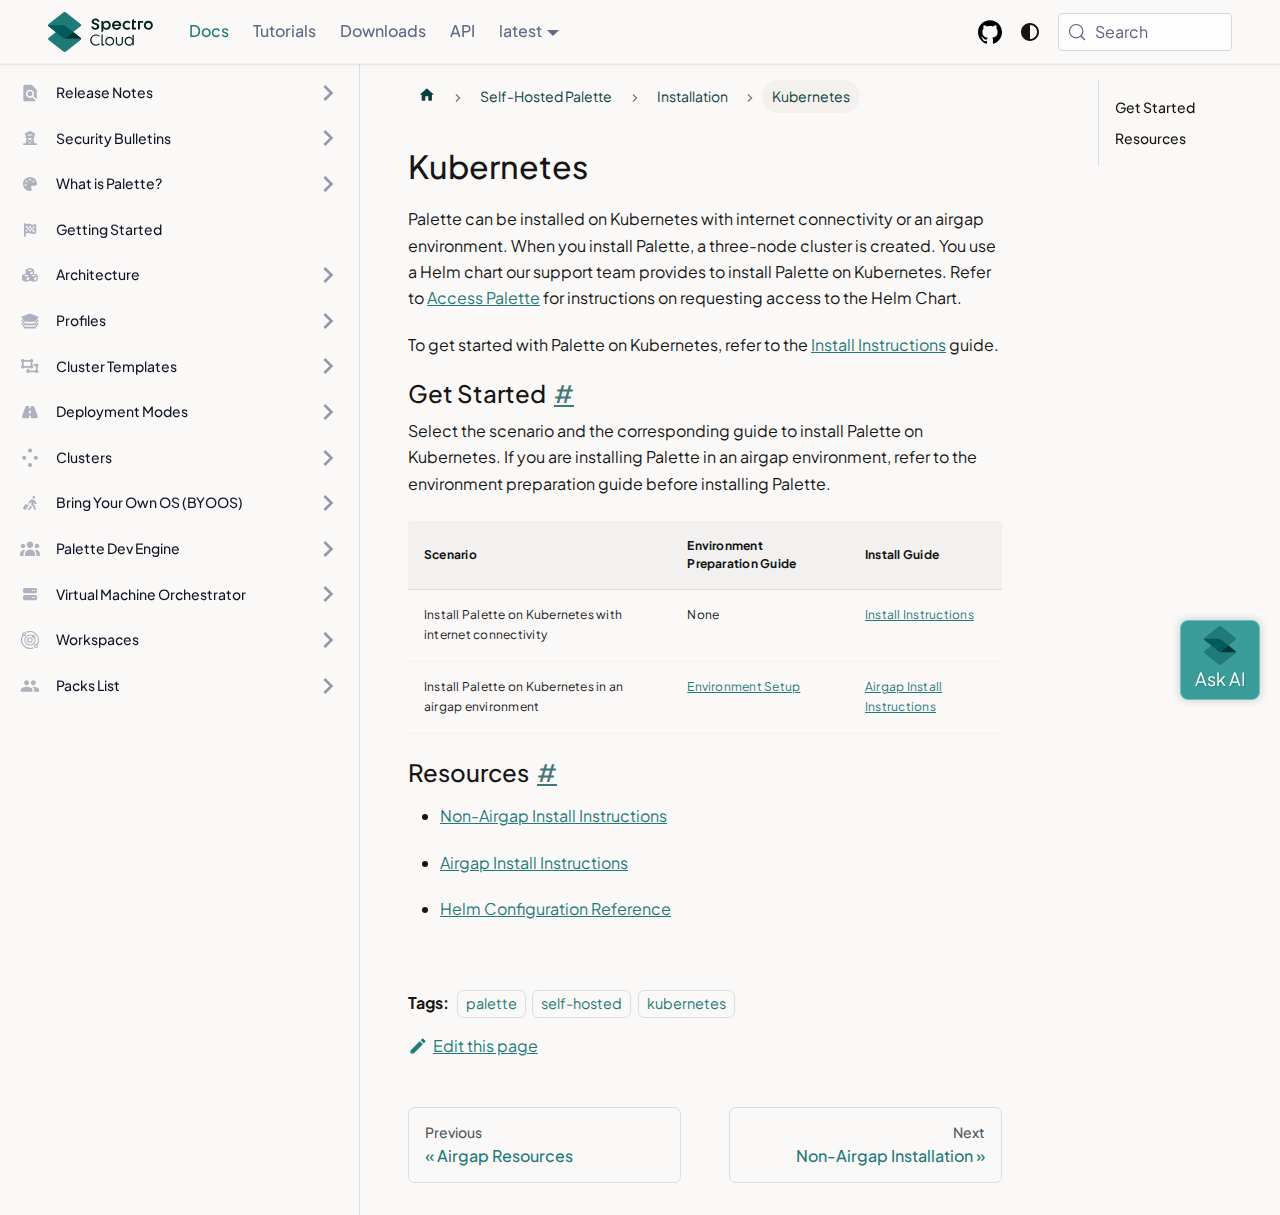 Spectro
Cloud
Docs
Tutorials
Downloads
API
latest
Search
Release Notes
Security Bulletins
What is Palette?
Getting Started
Architecture
Profiles
Cluster Templates
Deployment Modes
Clusters
Bring Your Own OS (BYOOS)
Palette Dev Engine
Virtual Machine Orchestrator
Workspaces
Packs List
Self-Hosted Palette
Installation
Kubernetes
Kubernetes
Palette can be installed on Kubernetes with internet connectivity or an airgap
environment. When you install Palette, a three-node cluster is created. You use
a Helm chart our support team provides to install Palette on Kubernetes. Refer
to Access Palette for instructions on requesting access to the Helm Chart.
To get started with Palette on Kubernetes, refer to the Install Instructions guide.
Get Started #
Select the scenario and the corresponding guide to install Palette on
Kubernetes. If you are installing Palette in an airgap environment, refer to the
environment preparation guide before installing Palette.
Scenario
Environment
Preparation Guide
Install Guide
Install Palette on Kubernetes with
internet connectivity
None
Install Instructions
Install Palette on Kubernetes in an
airgap environment
Environment Setup
Airgap Install
Instructions
Resources #
Non-Airgap Install Instructions
Airgap Install Instructions
Helm Configuration Reference
Tags: palette self-hosted kubernetes
Edit this page
Previous
« Airgap Resources
Next
Non-Airgap Installation »
Get Started
Resources
Ask AI